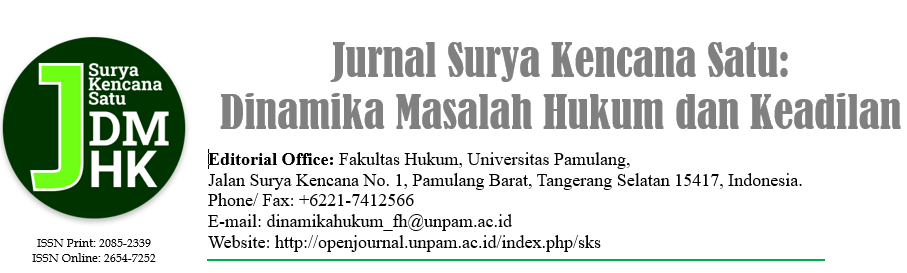 Surya
Kencana
Satu
JDM
HK
ISSN Print: 2085-2339
ISSN Online: 2654-7252
Jurnal Surya Kencana Satu:
Dinamika Masalah Hukum dan Keadilan
Editorial Office: Fakultas Hukum, Universitas Pamulang,
Jalan Surya Kencana No. 1, Pamulang Barat, Tangerang Selatan 15417, Indonesia.
Phone/ Fax: +6221-7412566
E-mail: dinamikahukum_fh@unpam.ac.id
Website: http://openjournal.unpam.ac.id/index.php/sks